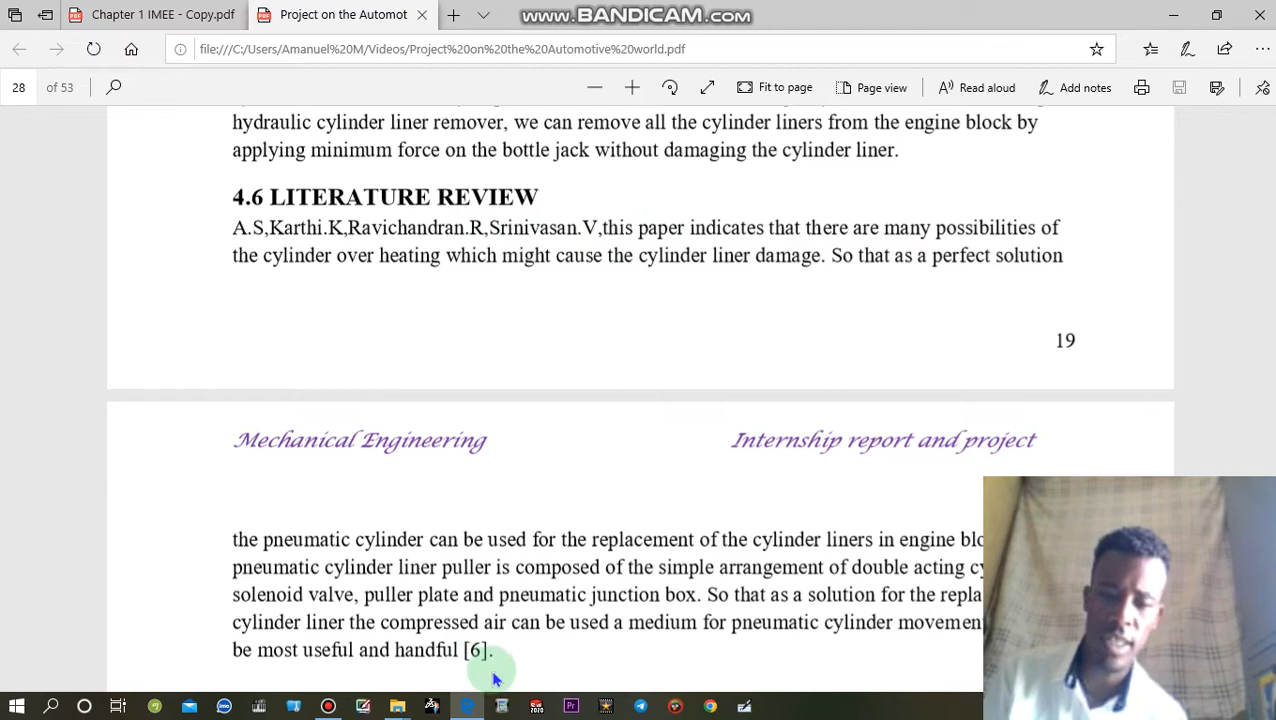 Chapter 1 IMEE - Copy.pdf
Project on the Automot
www.BANDICAM.com
file:///C:/Users/Amanuel%20M/Videos/Project%20on%20the%20Automotive%20world.pdf
28 of 53
Fit to page
Page view
Read aloud
Add notes
hydraulic cylinder liner remover, we can remove all the cylinder liners from the engine block by
applying minimum force on the bottle jack without damaging the cylinder liner.
4.6 LITERATURE REVIEW
A.S,Karthi.K,Ravichandran.R,Srinivasan.V,this paper indicates that there are many possibilities of
the cylinder over heating which might cause the cylinder liner damage. So that as a perfect solution
19
Mechanical Engineering
Internship report and project
the pneumatic cylinder can be used for the replacement of the cylinder liners in engine blo
pneumatic cylinder liner puller is composed of the simple arrangement of double acting cy
solenoid valve, puller plate and pneumatic junction box. So that as a solution for the repla
cylinder liner the compressed air can be used a medium for pneumatic cylinder movemen
be most useful and handful [6].